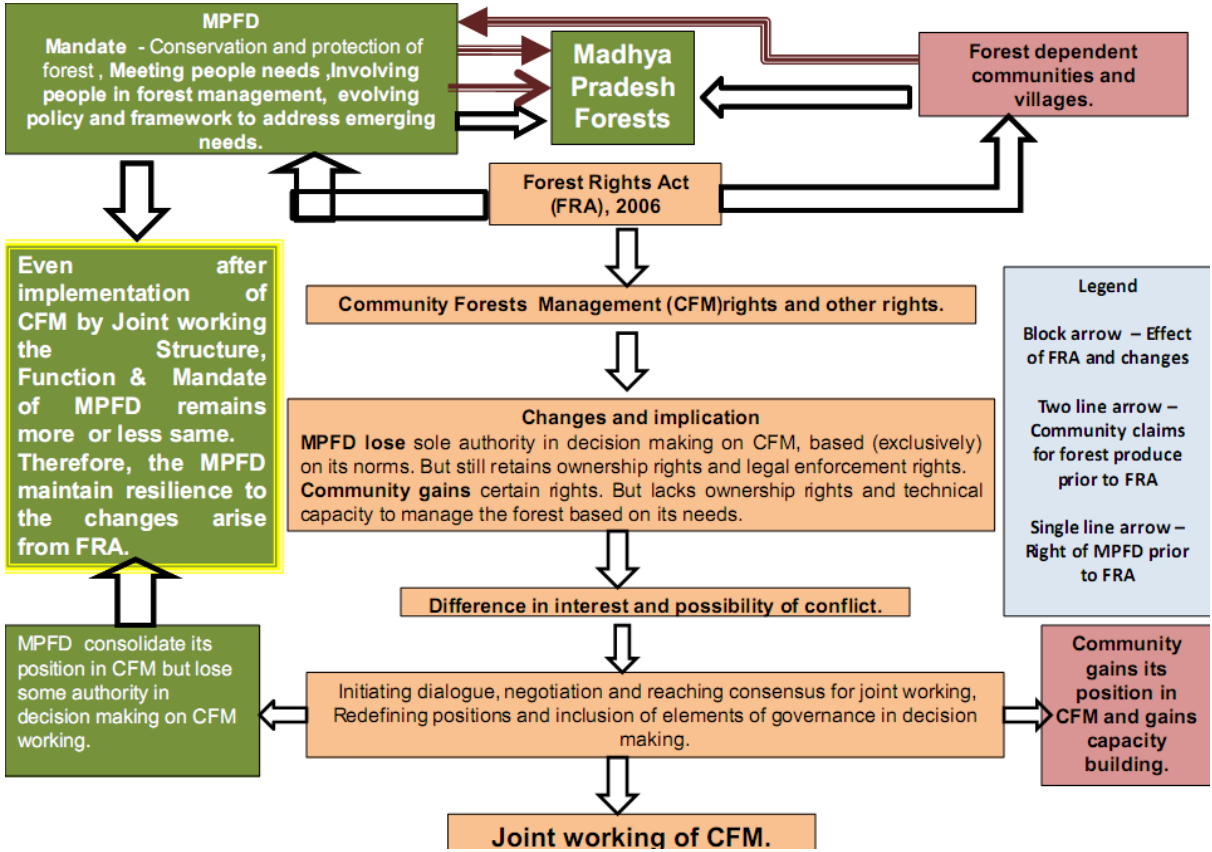 MPFD
Mandate - Conservation and protection of
forest , Meeting people needs ,Involving
people in forest management, evolving
policy and framework to address emerging
needs.
Madhya
Pradesh
Forests
Forest dependent
communities and
villages.
Forest Rights Act
(FRA), 2006
Even after
implementation of
CFM by Joint working
the Structure,
Function & Mandate
of MPFD remains
more or less same.
Therefore, the MPFD
maintain resilience to
the changes arise
from FRA.
Community Forests Management (CFM)rights and other rights.
Legend
Block arrow – Effect
of FRA and changes
Two line arrow –
Community claims
for forest produce
prior to FRA
Single line arrow –
Right of MPFD prior
to FRA
Changes and implication
MPFD lose sole authority in decision making on CFM, based (exclusively)
on its norms. But still retains ownership rights and legal enforcement rights.
Community gains certain rights. But lacks ownership rights and technical
capacity to manage the forest based on its needs.
Difference in interest and possibility of conflict.
MPFD consolidate its
position in CFM but lose
some authority in
decision making on CFM
working.
Initiating dialogue, negotiation and reaching consensus for joint working,
Redefining positions and inclusion of elements of governance in decision
making.
Community
gains its
position in
CFM and gains
capacity
building.
Joint working of CFM.